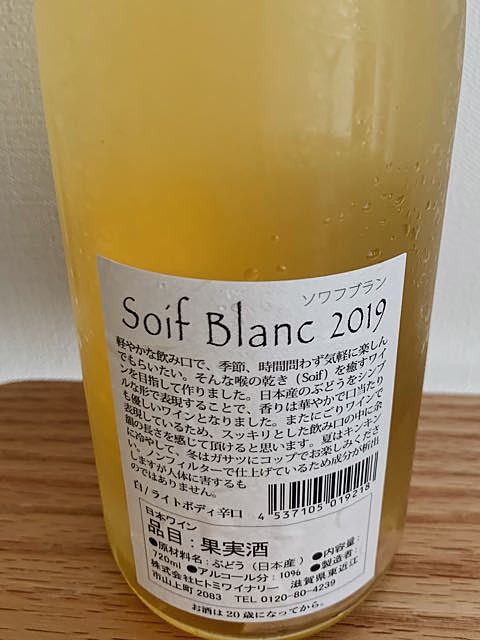 ソワフブラン
Soif Blanc 2019
軽やかな飲み口で、季節、時間問わず気軽に楽しん
でもらいたい。そんな喉の乾き（Soif）を癒すワイ
ンを目指して作りました。日本産のぶどうをシンプ
ルな形で表現することで、香りは華やかで口当たり
も優しいワインとなりました。またにごりワインで
表現しているため、スッキリとした飲み口の中に余
韻の長さを感じて頂けると思います。夏はキンキン
に冷やして、冬はガサツにコップでお楽しみくださ
い。ノンフィルターで仕上げているため成分が析出
しますが人体に害するも
のではありません。
白/ライトボディ辛口
4 537105 019218
日本ワイン
品目：果実酒
●原材料名：ぶどう（日本産）●内容量：
720ml ●アルコール分：10% ●製造者：
株式会社ヒトミワイナリー 滋賀県東近江
市山上町 2083 TEL 0120-80-4239
お酒は20歳になってから。